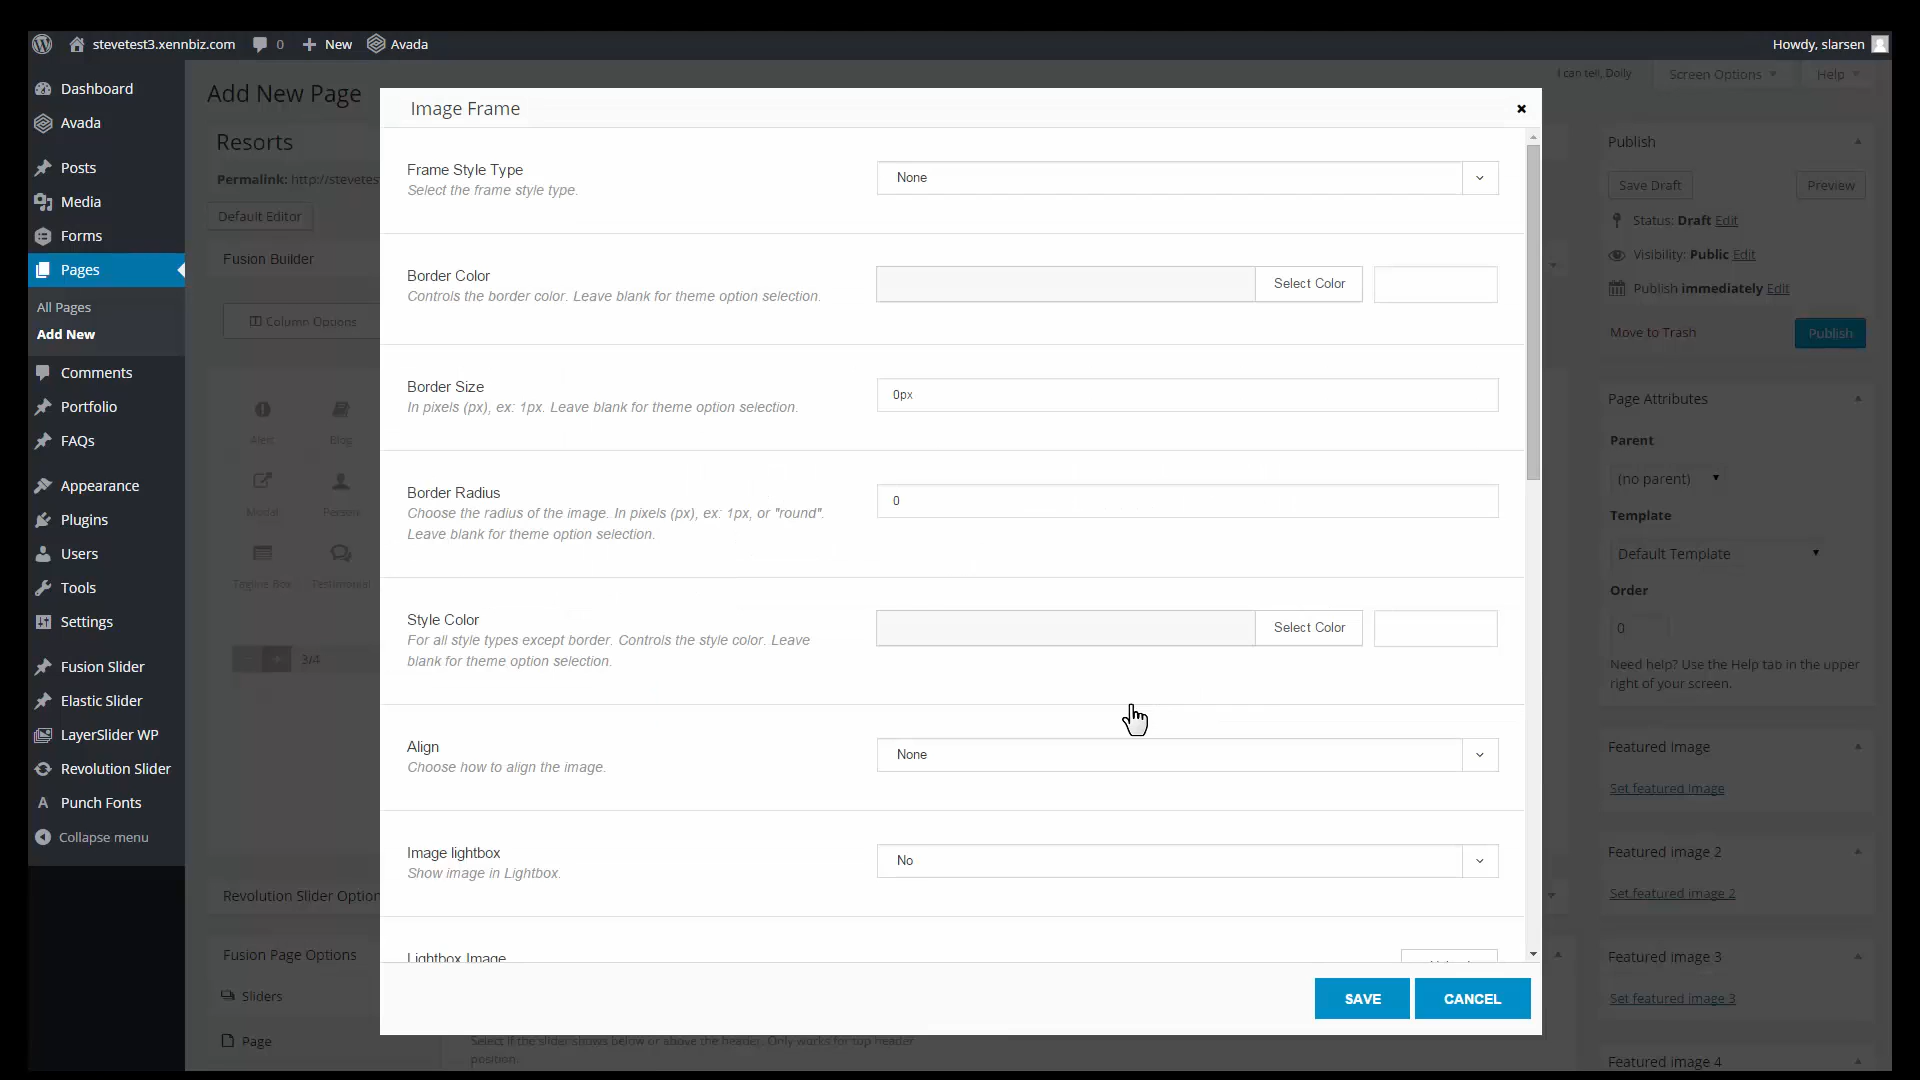 stevetest3.xennbiz.com
0
New
Avada
Howdy, slarsen
Dashboard
Avada
Posts
Media
Forms
Pages
All Pages
Add New
Comments
Portfolio
FAQs
Appearance
Plugins
Users
Tools
Settings
Fusion Slider
Elastic Slider
LayerSlider WP
Revolution Slider
Punch Fonts
Collapse menu
Add New Page
I can tell, Dolly
Screen Options
Help
Resorts
Permalink: http://stevetes
Default Editor
Fusion Builder
Column Options
Alert
Blog
Modal
Person
Tagline Box
Testimonial
3/4
Revolution Slider Option
Fusion Page Options
Sliders
Page
Select if the slider shows below or above the header. Only works for top header
position.
Image Frame
Frame Style Type
Select the frame style type.
None
Border Color
Controls the border color. Leave blank for theme option selection.
Select Color
Border Size
In pixels (px), ex: 1px. Leave blank for theme option selection.
0px
Border Radius
Choose the radius of the image. In pixels (px), ex: 1px, or "round".
Leave blank for theme option selection.
0
Style Color
For all style types except border. Controls the style color. Leave
blank for theme option selection.
Select Color
Align
Choose how to align the image.
None
Image lightbox
Show image in Lightbox.
No
Lightbox Image
SAVE
CANCEL
Publish
Save Draft
Preview
Status: Draft Edit
Visibility: Public Edit
Publish immediately Edit
Move to Trash
Publish
Page Attributes
Parent
(no parent)
Template
Default Template
Order
0
Need help? Use the Help tab in the upper
right of your screen.
Featured Image
Set featured image
Featured image 2
Set featured image 2
Featured image 3
Set featured image 3
Featured image 4